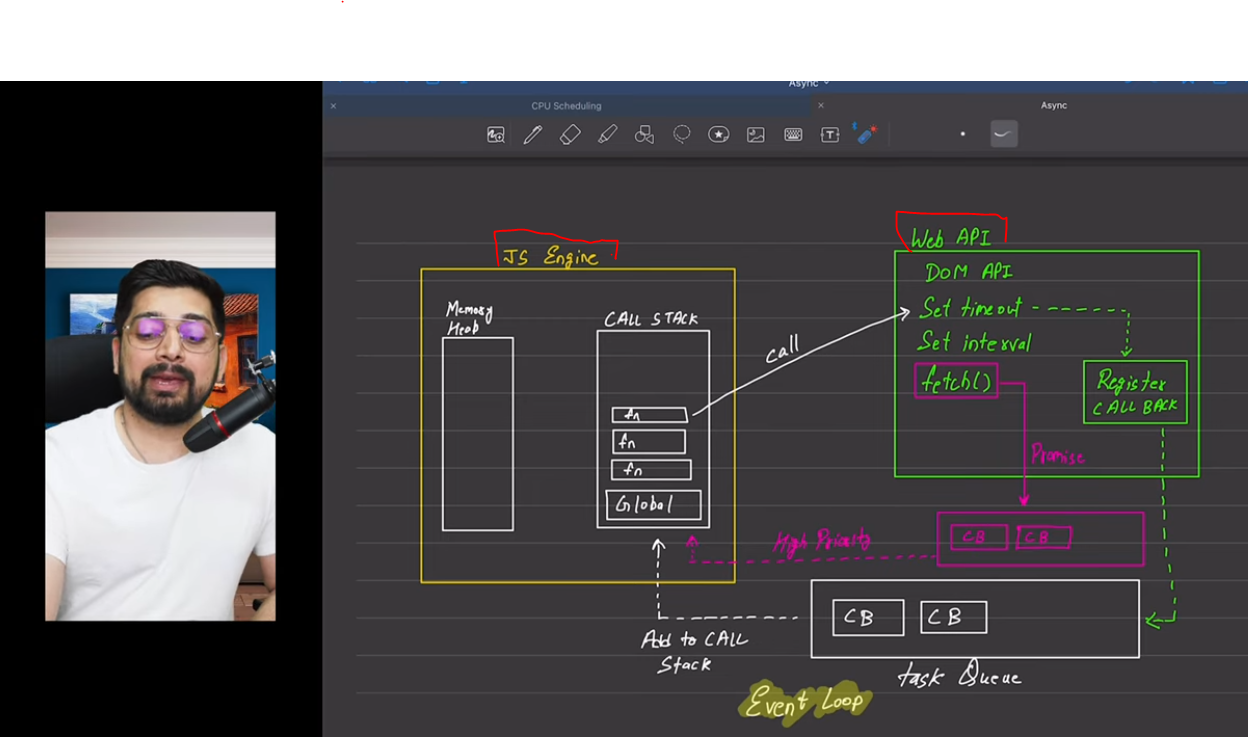 Async
CPU Scheduling
Async
T
JS Engine
Memory
Heab
CALL STACK
fn
fn
fn
Global
call
Web API
DOM API
Set timeout
Set interval
fetch()
Register
CALL BACK
Promise
CB CB
High Priority
CB CB
Add to CALL
Stack
task Queue
Event Loop